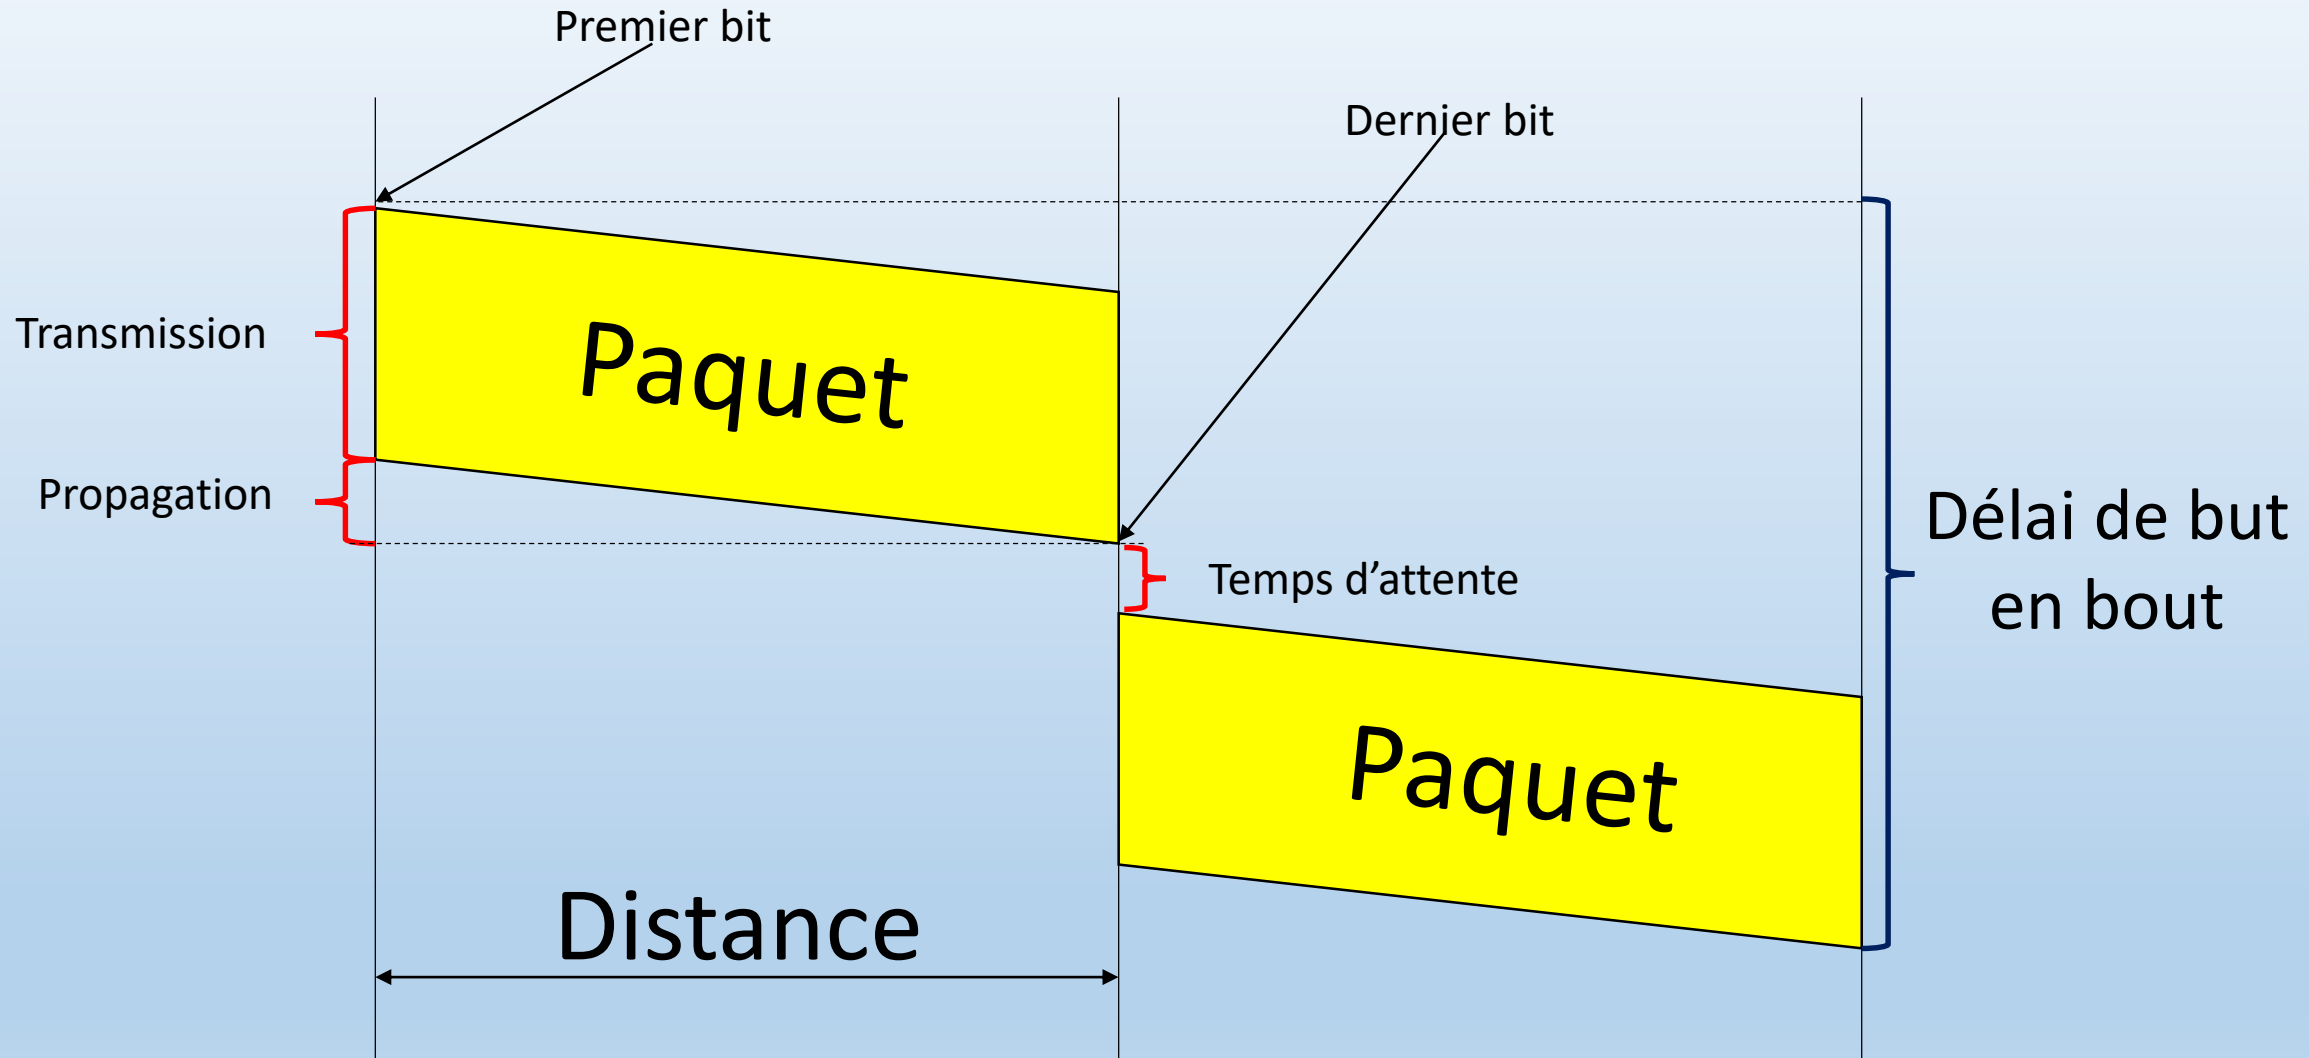 Premier bit
Dernier bit
Transmission
Paquet
Propagation
Temps d’attente
Délai de but
en bout
Paquet
Distance